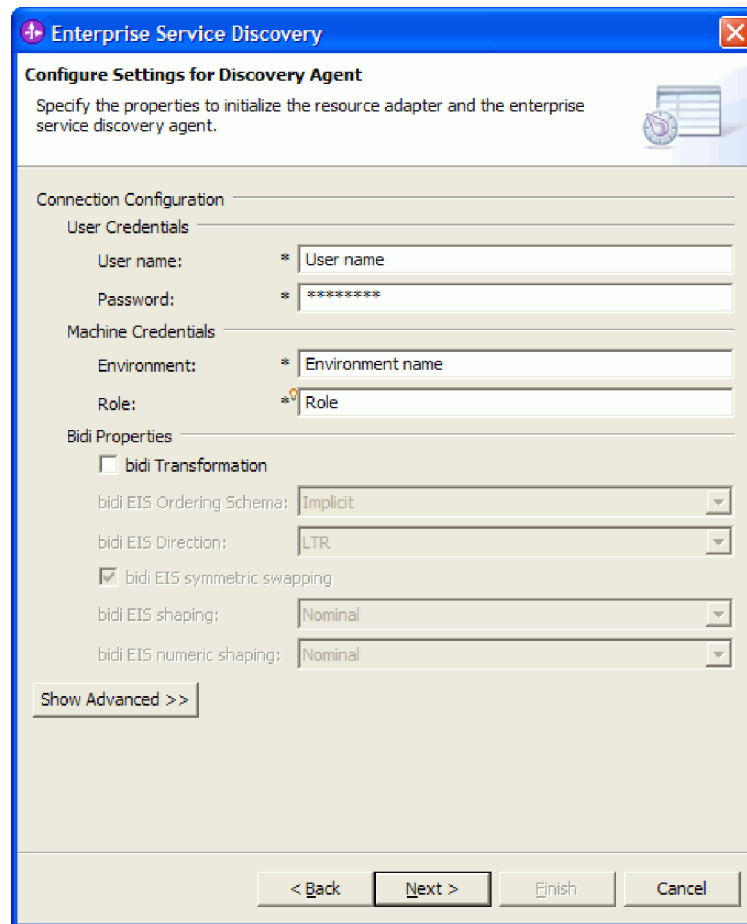 Enterprise Service Discovery
Configure Settings for Discovery Agent
Specify the properties to initialize the resource adapter and the enterprise
service discovery agent.
Connection Configuration
User Credentials
User name: * User name
Password: * ********
Machine Credentials
Environment: * Environment name
Role: * Role
Bidi Properties
bidi Transformation
bidi EIS Ordering Schema: Implicit
bidi EIS Direction: LTR
bidi EIS symmetric swapping
bidi EIS shaping: Nominal
bidi EIS numeric shaping: Nominal
Show Advanced >>
< Back Next > Finish Cancel